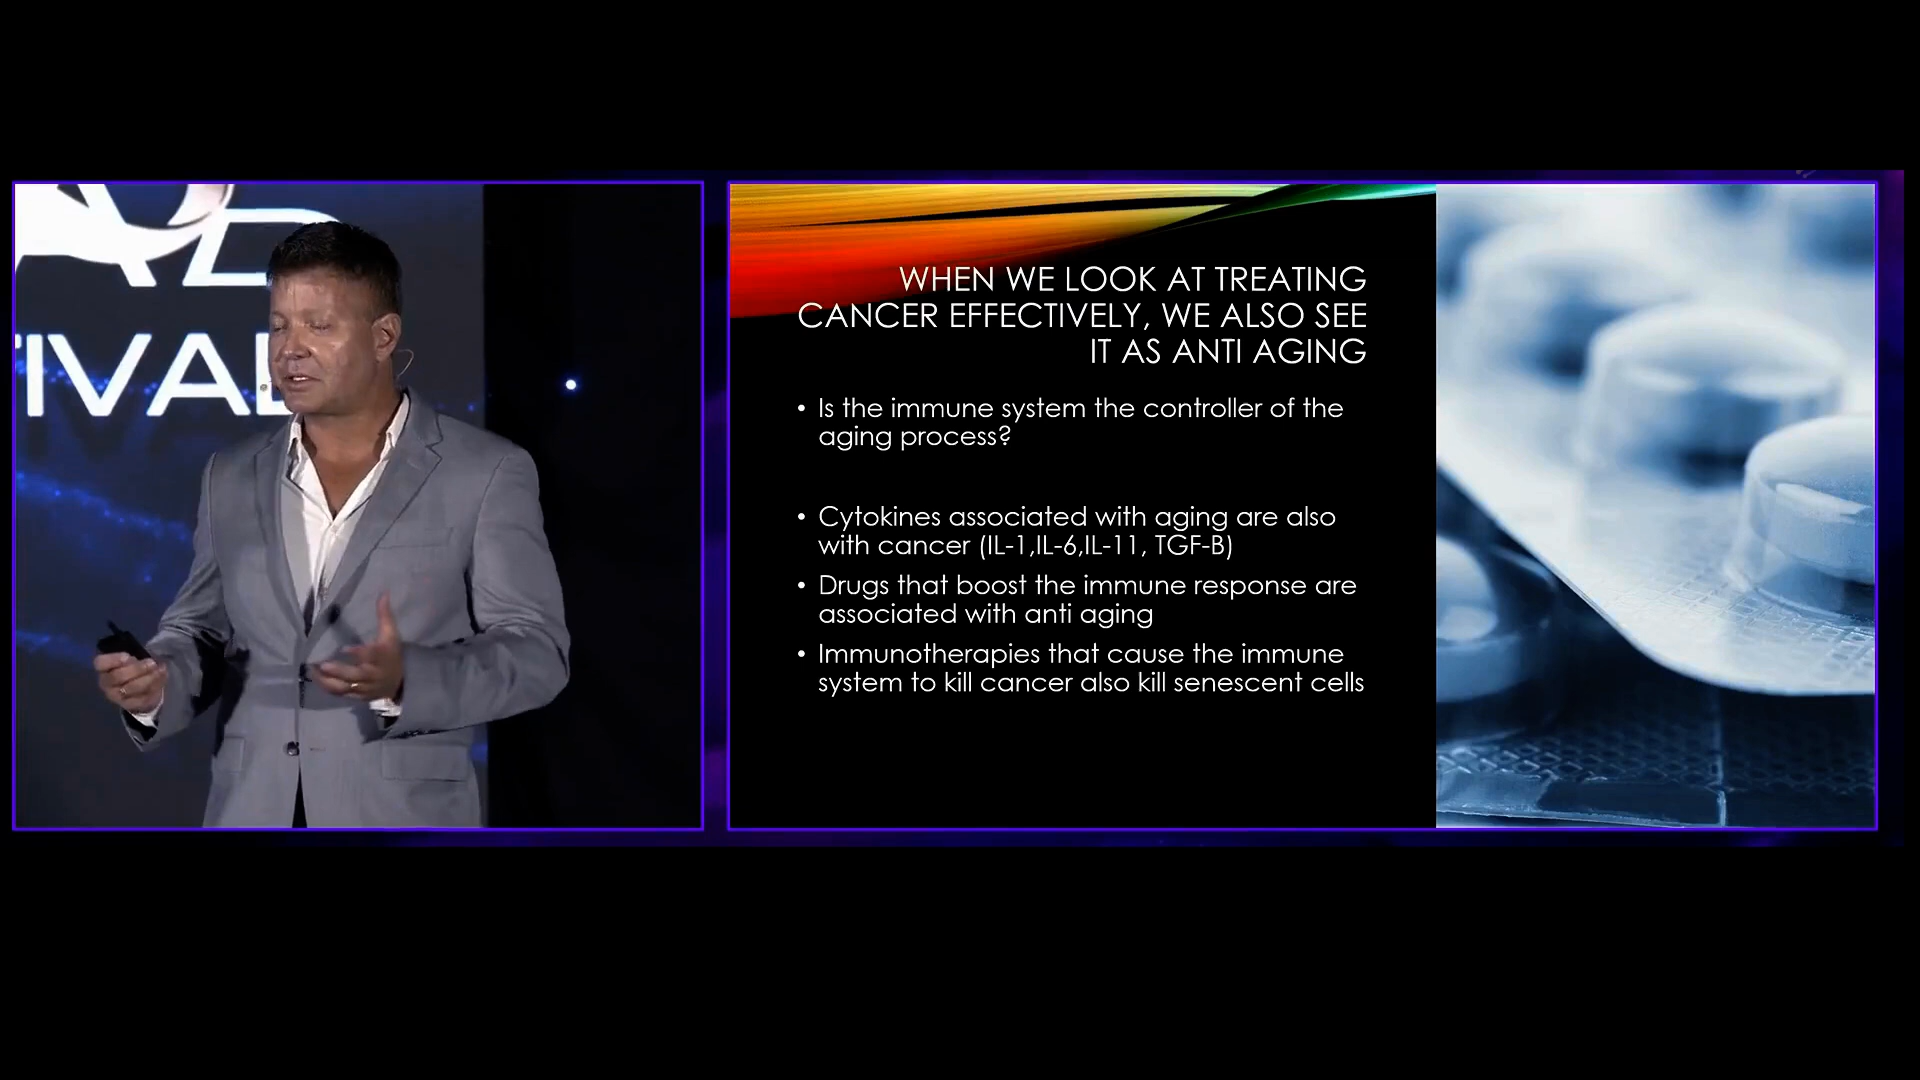 AD
TIVAL
WHEN WE LOOK AT TREATING
CANCER EFFECTIVELY, WE ALSO SEE
IT AS ANTI AGING
• Is the immune system the controller of the
aging process?
• Cytokines associated with aging are also
with cancer (IL-1,IL-6,IL-11, TGF-B)
• Drugs that boost the immune response are
associated with anti aging
• Immunotherapies that cause the immune
system to kill cancer also kill senescent cells